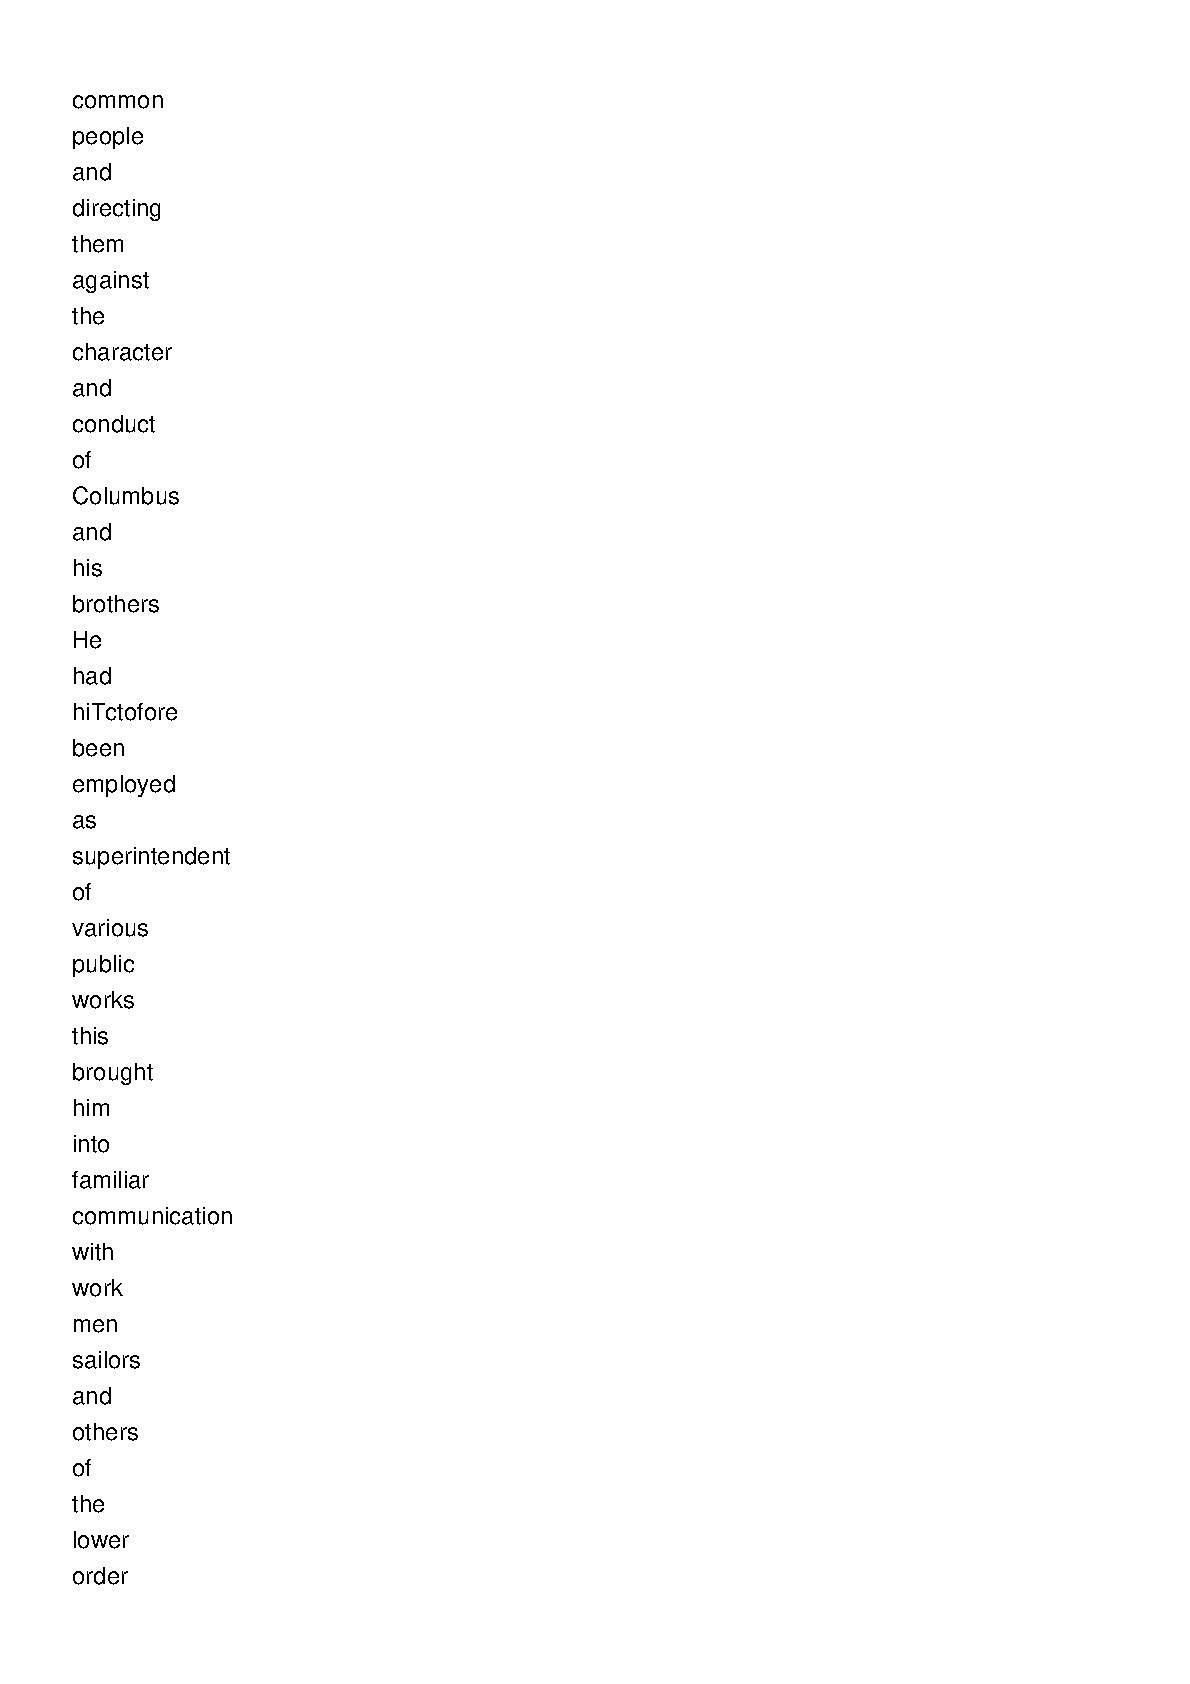 common
people
and
directing
them
against
the
character
and
conduct
of
Columbus
and
his
brothers
He
had
hiTctofore
been
empIoyed
as
superintendent
of
various
public
works
this
brought
him
into
familiar
communication
with
work
men
sailors
and
others
of
the
lower
order